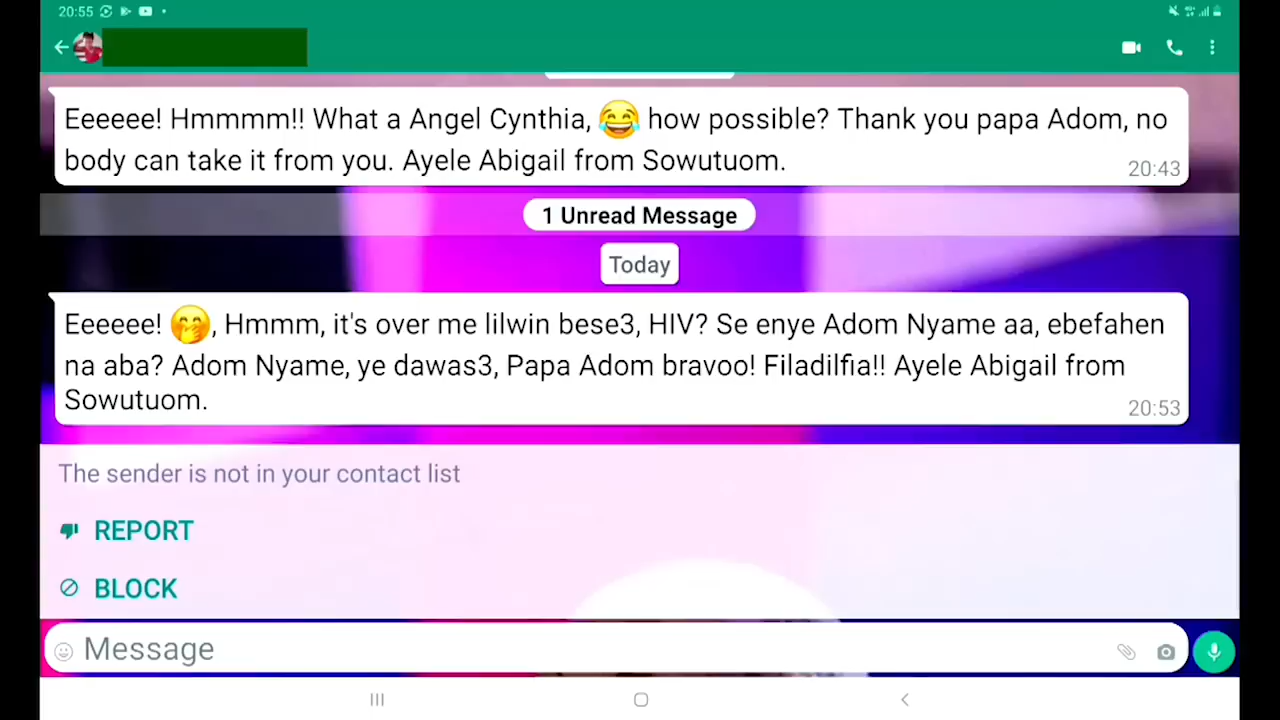 20:55
Eeeeee! Hmmmm!! What a Angel Cynthia, 😂 how possible? Thank you papa Adom, no
body can take it from you. Ayele Abigail from Sowutuom.
20:43
1 Unread Message
Today
Eeeeee! 🤭, Hmmm, it's over me lilwin bese3, HIV? Se enye Adom Nyame aa, ebefahen
na aba? Adom Nyame, ye dawas3, Papa Adom bravoo! Filadilfia!! Ayele Abigail from
Sowutuom.
20:53
The sender is not in your contact list
REPORT
BLOCK
Message